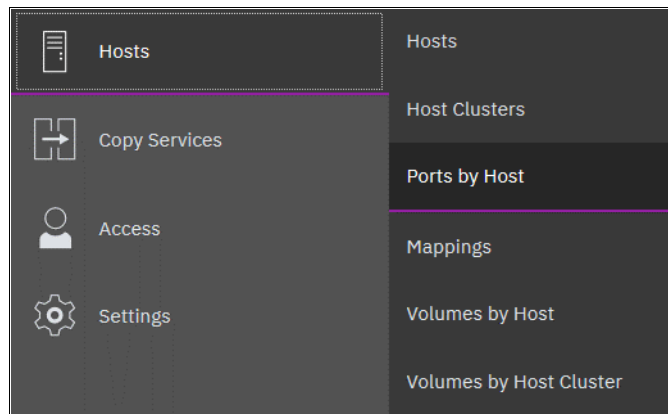 Hosts
Copy Services
Access
Settings
Hosts
Host Clusters
Ports by Host
Mappings
Volumes by Host
Volumes by Host Cluster